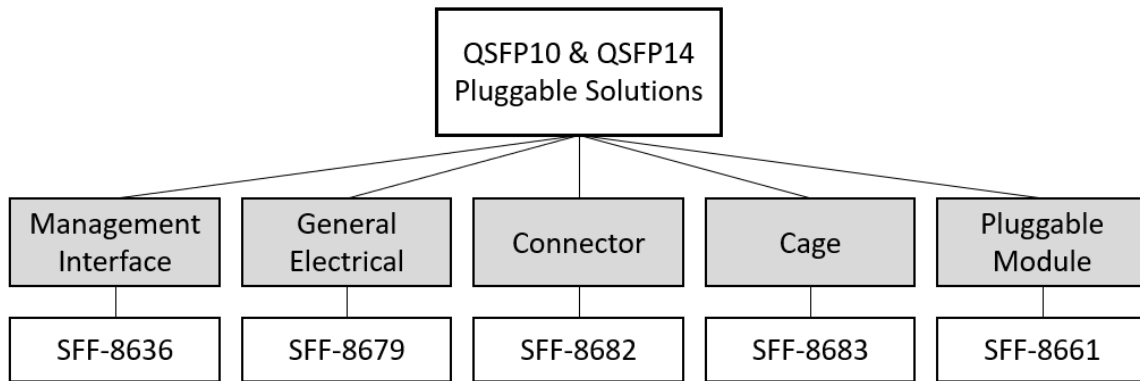 QSFP10 & QSFP14
Pluggable Solutions
Management
Interface
General
Electrical
Connector
Cage
Pluggable
Module
SFF-8636
SFF-8679
SFF-8682
SFF-8683
SFF-8661